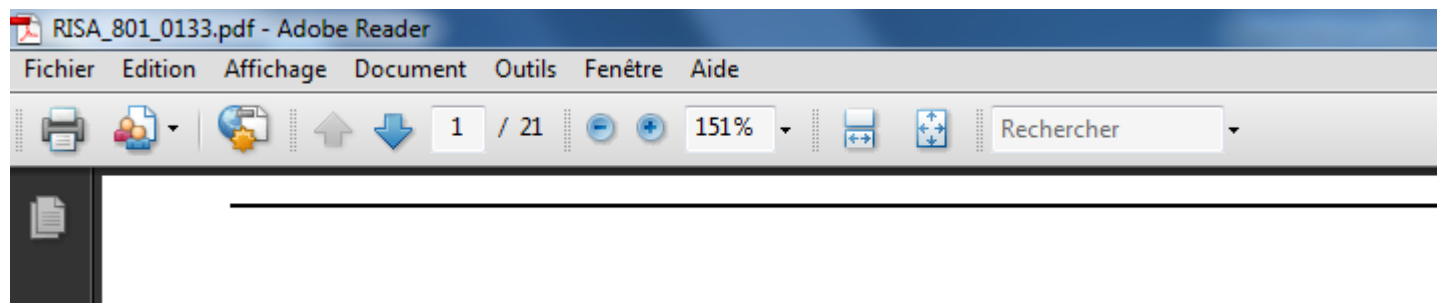 RISA_801_0133.pdf - Adobe Reader
Fichier Edition Affichage Document Outils Fenêtre Aide
1 / 21 151% Rechercher